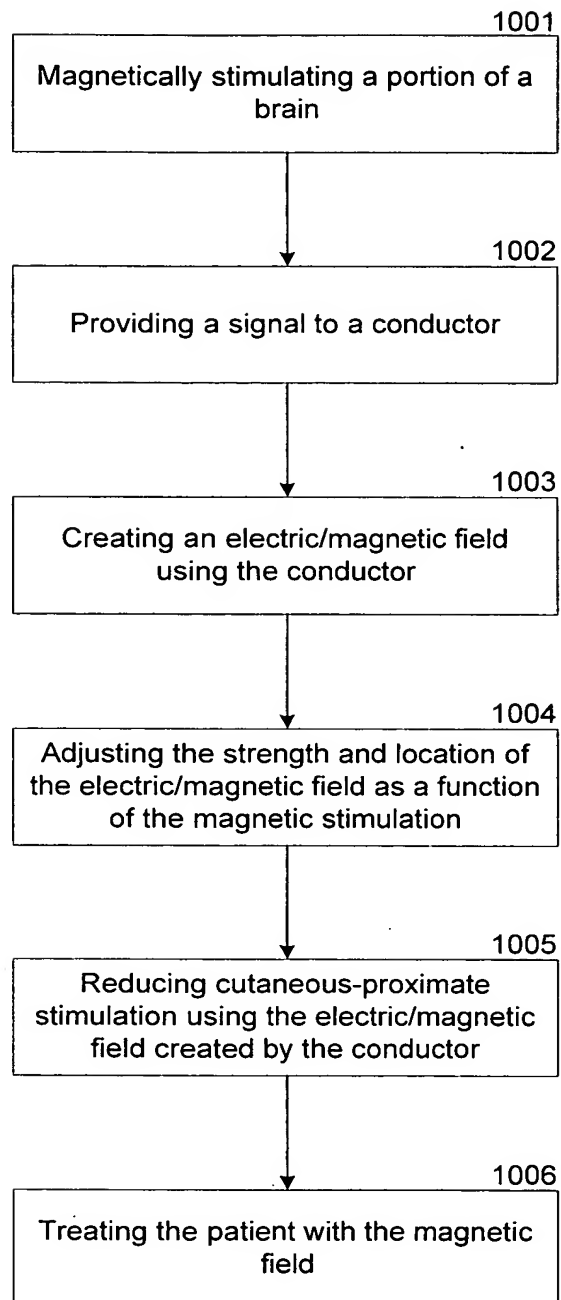 1001
Magnetically stimulating a portion of a
brain
1002
Providing a signal to a conductor
1003
Creating an electric/magnetic field
using the conductor
1004
Adjusting the strength and location of
the electric/magnetic field as a function
of the magnetic stimulation
1005
Reducing cutaneous-proximate
stimulation using the electric/magnetic
field created by the conductor
1006
Treating the patient with the magnetic
field